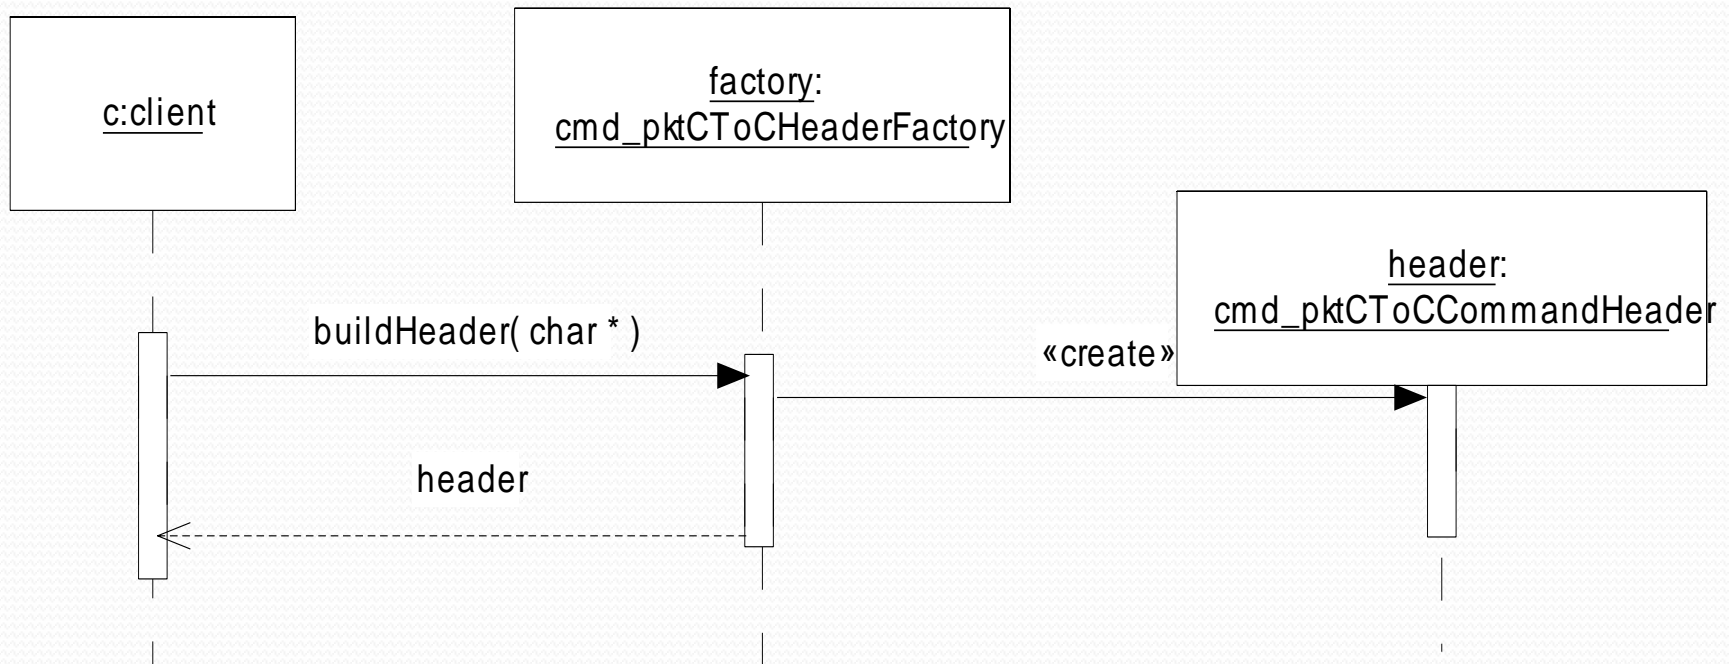 c:client
factory:
cmd_pktCToCHeaderFactory
header:
cmd_pktCToCCommandHeader
buildHeader( char * )
«create»
header